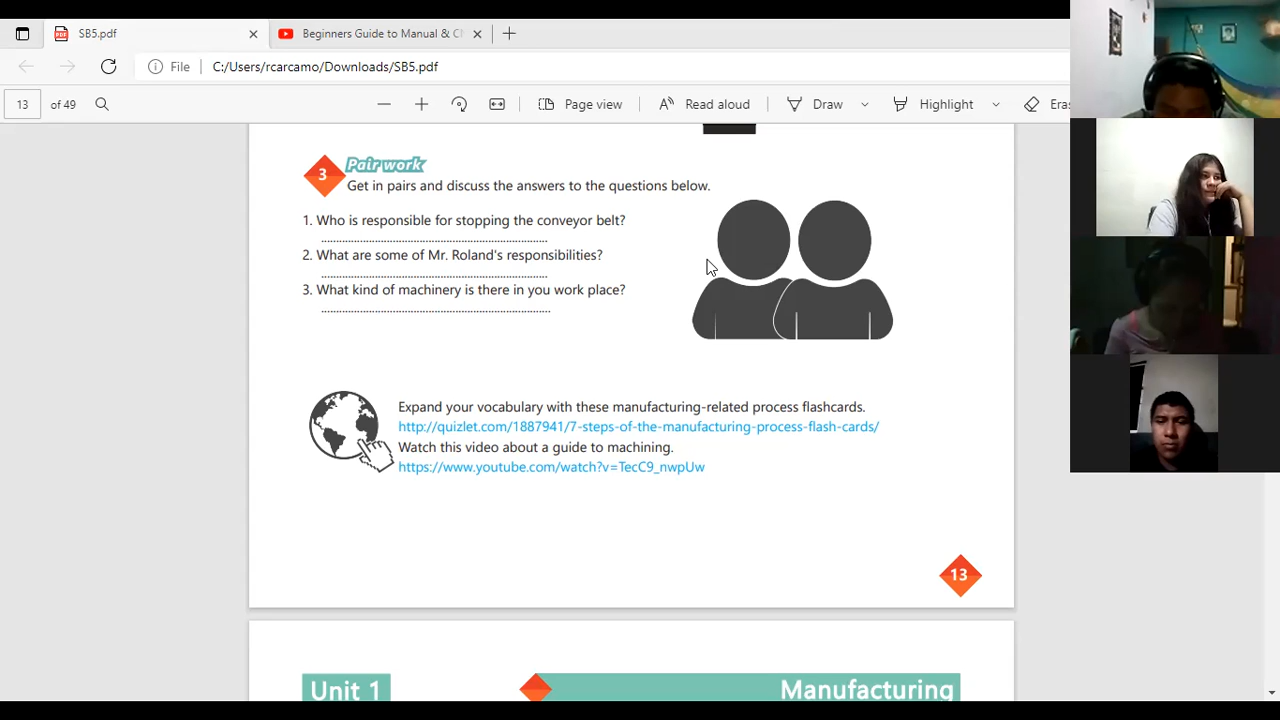 SB5.pdf
Beginners Guide to Manual & C
File
C:/Users/rcarcamo/Downloads/SB5.pdf
13 of 49
Page view
Read aloud
Draw
Highlight
Eras
3
Pair work
Get in pairs and discuss the answers to the questions below.
1. Who is responsible for stopping the conveyor belt?
2. What are some of Mr. Roland's responsibilities?
3. What kind of machinery is there in you work place?
Expand your vocabulary with these manufacturing-related process flashcards.
http://quizlet.com/1887941/7-steps-of-the-manufacturing-process-flash-cards/
Watch this video about a guide to machining.
https://www.youtube.com/watch?v=TecC9_nwpUw
13
Unit 1
Manufacturing